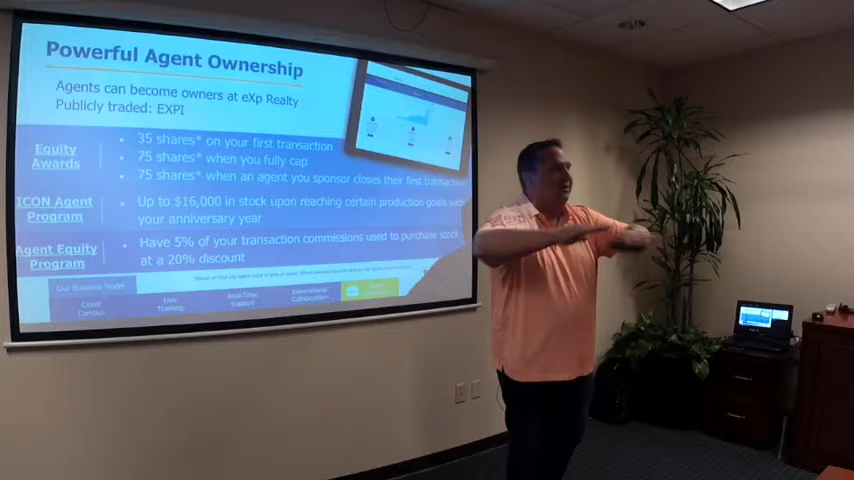 Powerful Agent Ownership
Agents can become owners at eXp Realty
Publicly traded: EXPI
Equity
Awards
• 35 shares* on your first transaction
• 75 shares* when you fully cap
• 75 shares* when an agent you sponsor closes their first transaction
ICON Agent
Program
• Up to $16,000 in stock upon reaching certain production goals
your anniversary year
Agent Equity
Program
• Have 5% of your transaction commissions used to purchase stock
at a 20% discount
Our Business Model
Cloud
Campus
Live
Training
Real-Time
Support
International
Collaboration